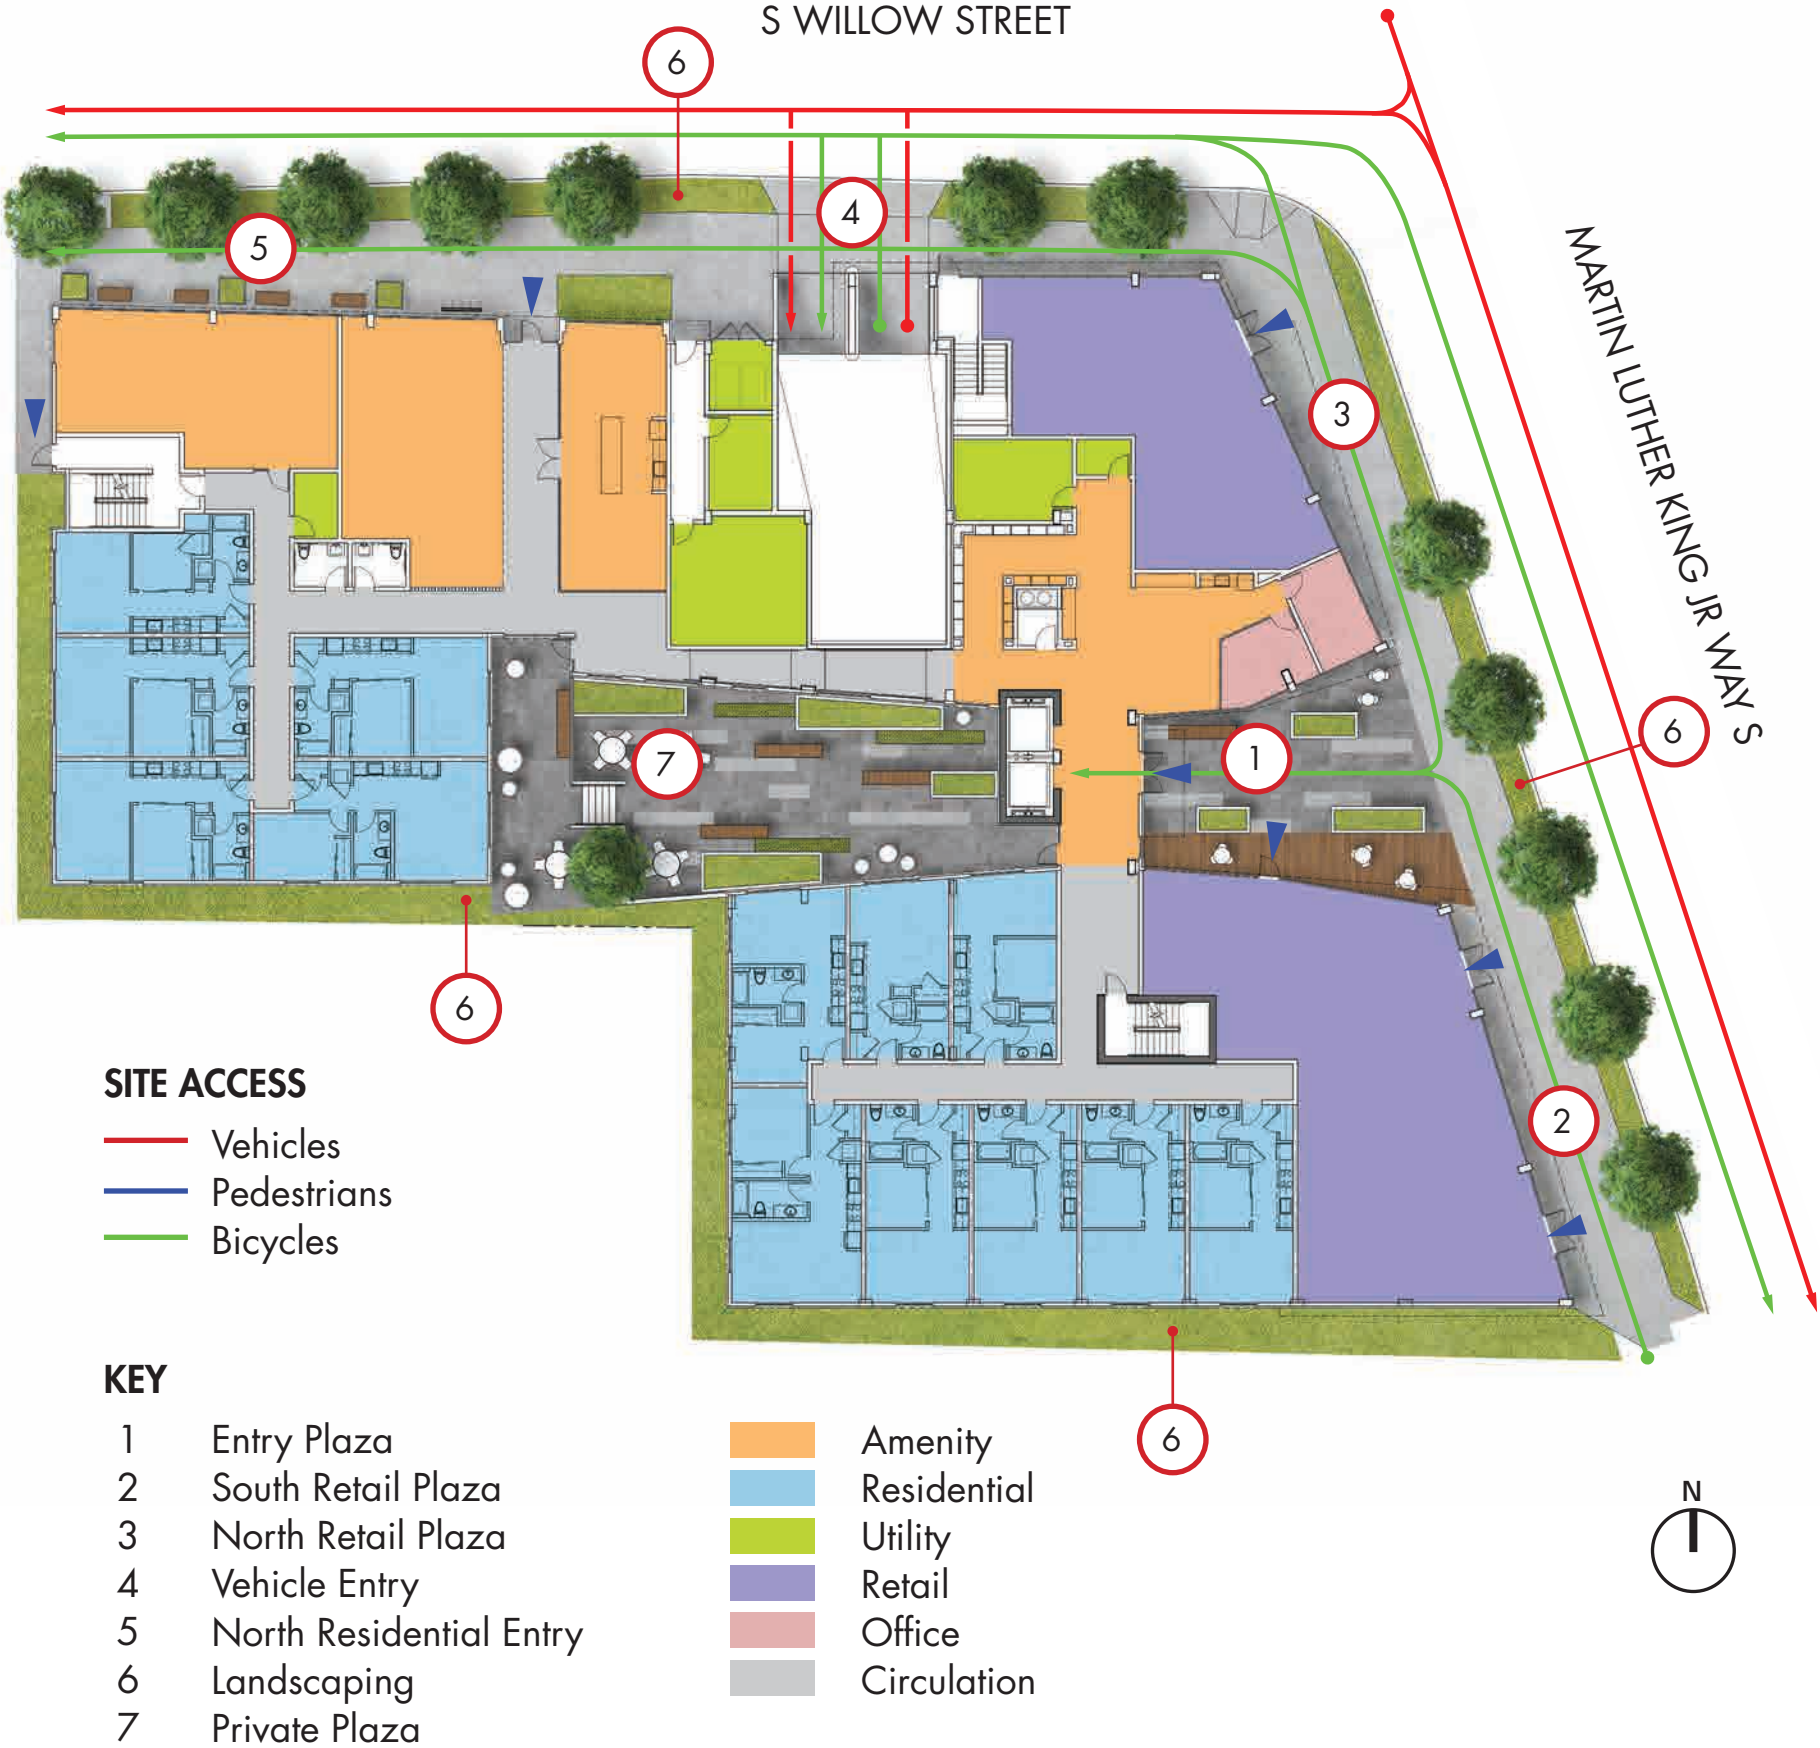 S WILLOW STREET
6
4
5
3
MARTIN LUTHER KING JR WAY S
6
1
7
6
2
6
SITE ACCESS
Vehicles
Pedestrians
Bicycles
KEY
1 Entry Plaza
2 South Retail Plaza
3 North Retail Plaza
4 Vehicle Entry
5 North Residential Entry
6 Landscaping
7 Private Plaza
Amenity
Residential
Utility
Retail
Office
Circulation
N